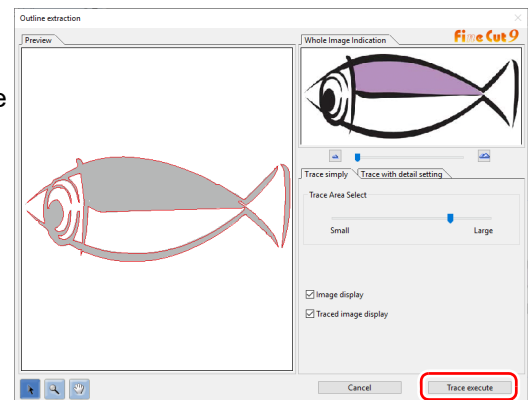 Outline extraction
Preview
Whole Image Indication
Fine Cut 9
e
Trace simply
Trace with detail setting
Trace Area Select
Small
Large
Image display
Traced image display
Cancel
Trace execute